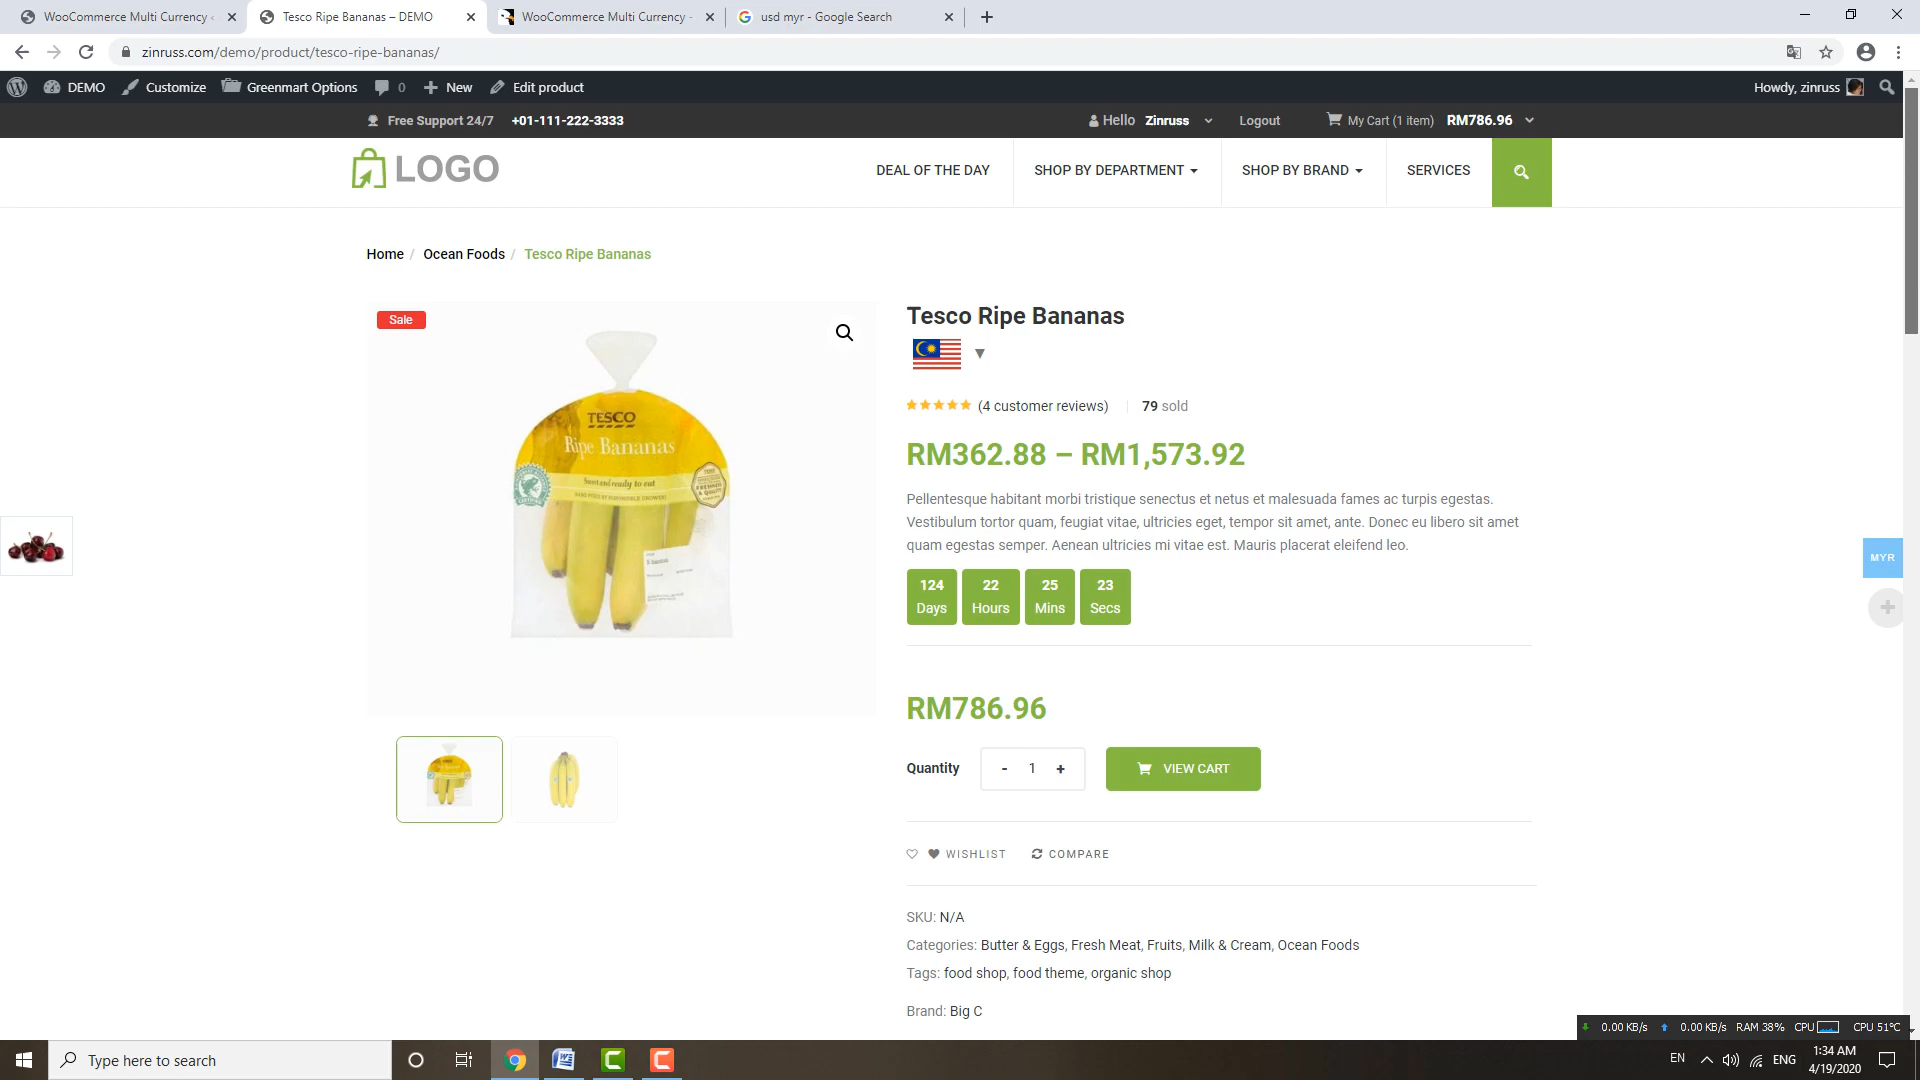 WooCommerce Multi Currency
Tesco Ripe Bananas – DEMO
WooCommerce Multi Currency -
usd myr - Google Search
zinruss.com/demo/product/tesco-ripe-bananas/
DEMO
Customize
Greenmart Options
0
New
Edit product
Howdy, zinruss
Free Support 24/7 +01-111-222-3333
Hello Zinruss
Logout
My Cart (1 item) RM786.96
LOGO
DEAL OF THE DAY
SHOP BY DEPARTMENT
SHOP BY BRAND
SERVICES
Home / Ocean Foods / Tesco Ripe Bananas
Sale
TESCO
Ripe Bananas
Sweet and ready to eat
Tesco Ripe Bananas
(4 customer reviews) 79 sold
RM362.88 – RM1,573.92
Pellentesque habitant morbi tristique senectus et netus et malesuada fames ac turpis egestas.
Vestibulum tortor quam, feugiat vitae, ultricies eget, tempor sit amet, ante. Donec eu libero sit amet
quam egestas semper. Aenean ultricies mi vitae est. Mauris placerat eleifend leo.
124 22 25 23
Days Hours Mins Secs
MYR
RM786.96
Quantity - 1 + VIEW CART
WISHLIST COMPARE
SKU: N/A
Categories: Butter & Eggs, Fresh Meat, Fruits, Milk & Cream, Ocean Foods
Tags: food shop, food theme, organic shop
Brand: Big C
0.00 KB/s 0.00 KB/s RAM 38% CPU CPU 51°C
Type here to search
EN
ENG
1:34 AM
4/19/2020